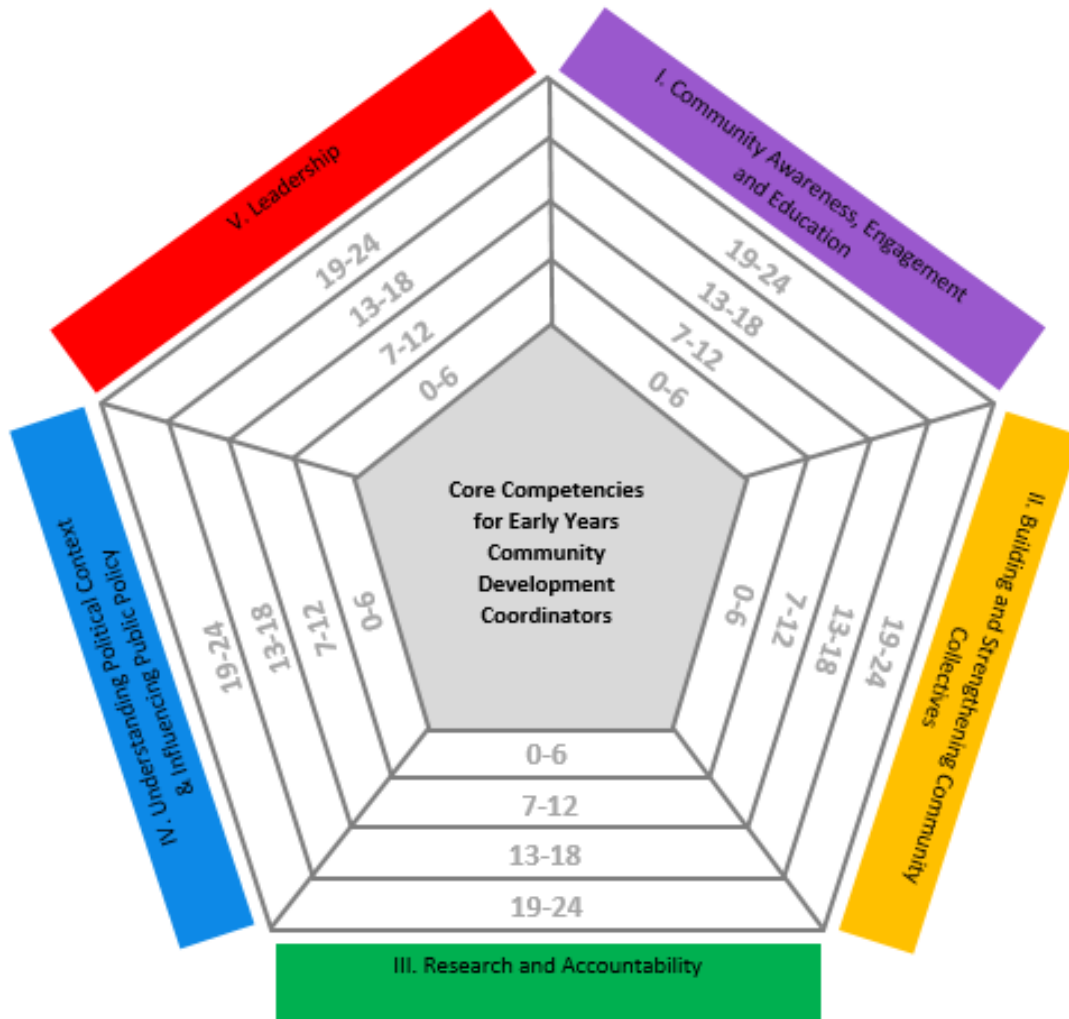 I. Community Awareness, Engagement
and Education
19-24
13-18
7-12
0-6
II. Building and Strengthening Community
Collectives
19-24
13-18
7-12
0-6
III. Research and Accountability
0-6
7-12
13-18
19-24
IV. Understanding Political Context
& Influencing Public Policy
19-24
13-18
7-12
0-6
V. Leadership
19-24
13-18
7-12
0-6
Core Competencies
for Early Years
Community
Development
Coordinators